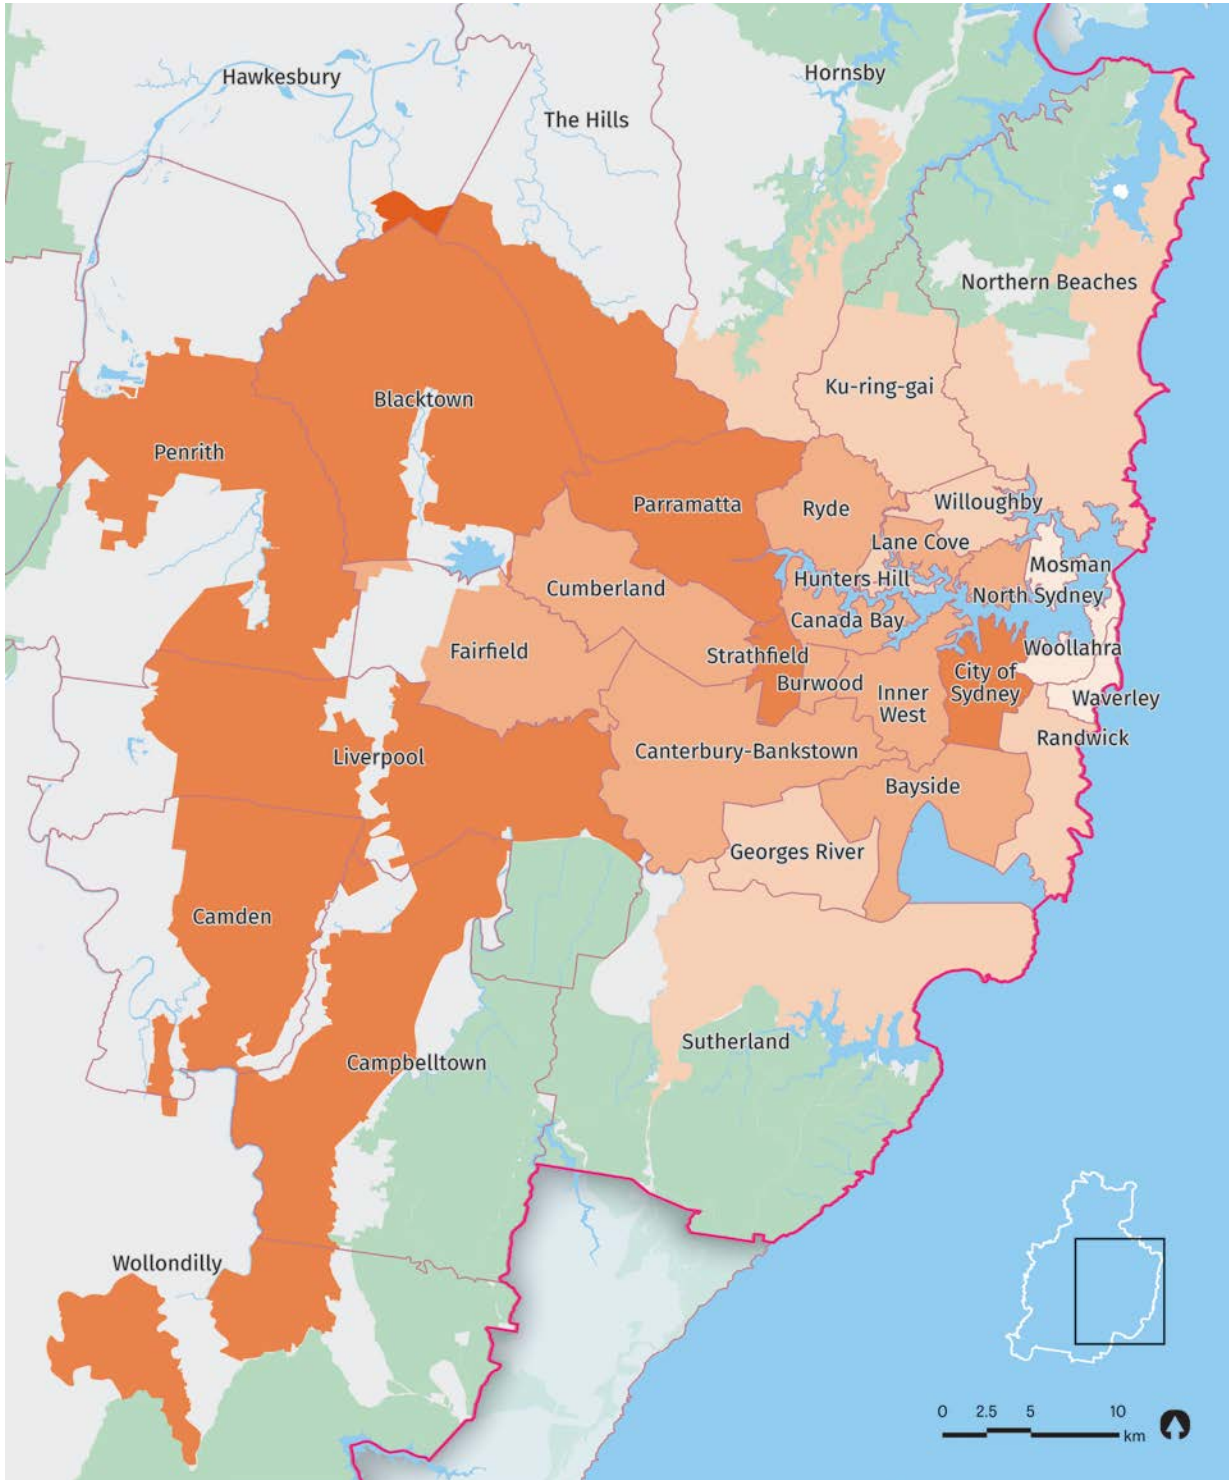 Hawkesbury
Hornsby
The Hills
Northern Beaches
Ku-ring-gai
Blacktown
Penrith
Parramatta
Ryde
Willoughby
Lane Cove
Mosman
Hunters Hill
Cumberland
North Sydney
Canada Bay
Fairfield
Strathfield
Woollahra
City of
Sydney
Burwood
Inner
West
Waverley
Randwick
Liverpool
Canterbury-Bankstown
Bayside
Georges River
Camden
Sutherland
Campbelltown
Wollondilly
0 2.5 5 10
km